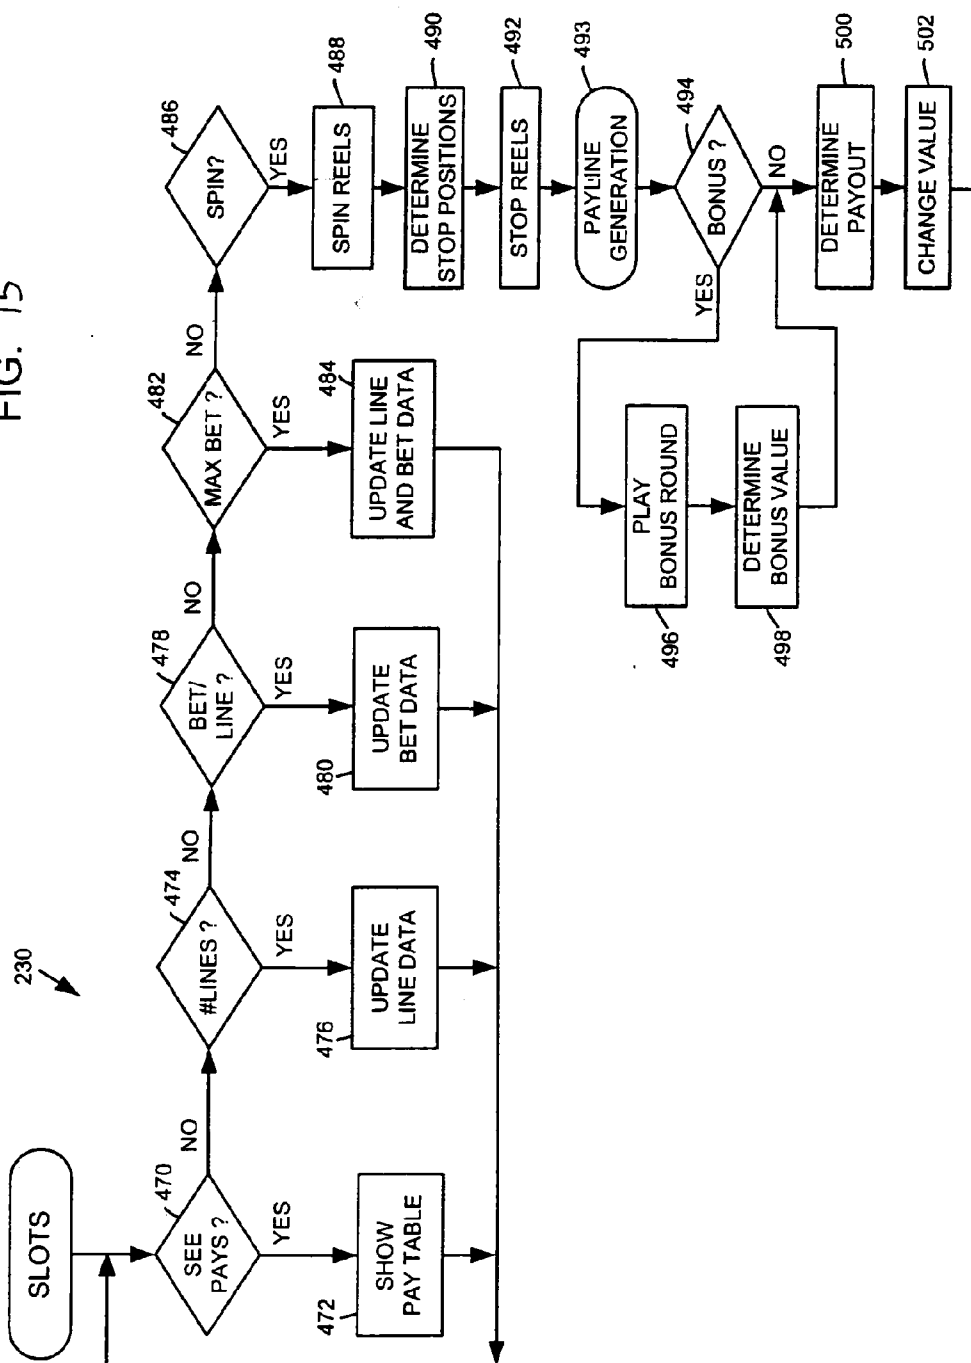 FIG. 15
230
SLOTS
470
SEE
PAYS ?
NO
YES
472
SHOW
PAY TABLE
474
#LINES ?
NO
YES
476
UPDATE
LINE DATA
478
BET/
LINE ?
NO
YES
480
UPDATE
BET DATA
482
MAX BET ?
NO
YES
484
UPDATE LINE
AND BET DATA
486
SPIN?
YES
488
SPIN REELS
490
DETERMINE
STOP POSITIONS
492
STOP REELS
493
PAYLINE
GENERATION
494
BONUS ?
YES
NO
496
PLAY
BONUS ROUND
498
DETERMINE
BONUS VALUE
500
DETERMINE
PAYOUT
502
CHANGE VALUE